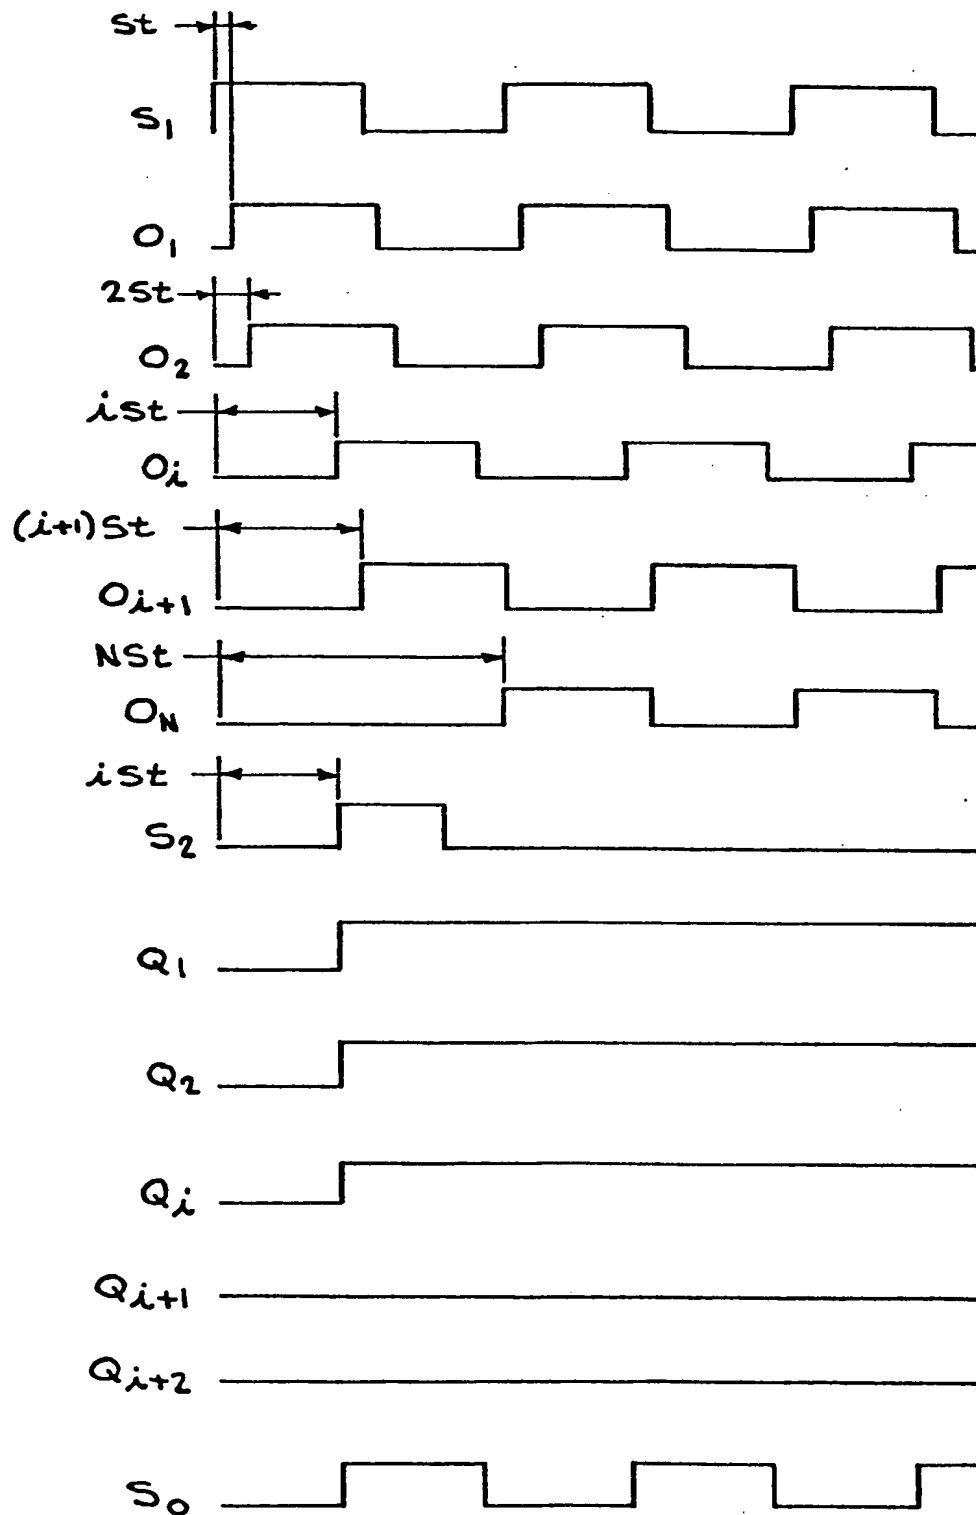 St
S1
O1
2St
O2
iSt
Oi
(i+1)St
Oi+1
NSt
ON
iSt
S2
Q1
Q2
Qi
Qi+1
Qi+2
SO